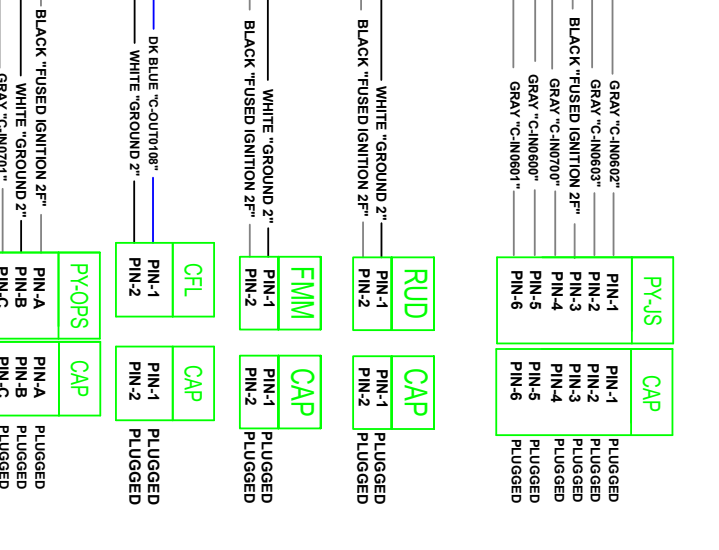 PY-JS CAP
GRAY "C-IN0602" PIN-1 PIN-1 PLUGGED
GRAY "C-IN0603" PIN-2 PIN-2 PLUGGED
BLACK "FUSED IGNITION 2F" PIN-3 PIN-3 PLUGGED
GRAY "C-IN0700" PIN-4 PIN-4 PLUGGED
GRAY "C-IN0600" PIN-5 PIN-5 PLUGGED
GRAY "C-IN0601" PIN-6 PIN-6 PLUGGED
RUD CAP
WHITE "GROUND 2" PIN-1 PIN-1 PLUGGED
BLACK "FUSED IGNITION 2F" PIN-2 PIN-2 PLUGGED
FMM CAP
WHITE "GROUND 2" PIN-1 PIN-1 PLUGGED
BLACK "FUSED IGNITION 2F" PIN-2 PIN-2 PLUGGED
CFL CAP
DK BLUE "C-OUT0108" PIN-1 PIN-1 PLUGGED
WHITE "GROUND 2" PIN-2 PIN-2 PLUGGED
PY-OPS CAP
BLACK "FUSED IGNITION 2F" PIN-A PIN-A PLUGGED
WHITE "GROUND 2" PIN-B PIN-B PLUGGED
GRAY "C-IN0701" PIN-C PIN-C PLUGGED